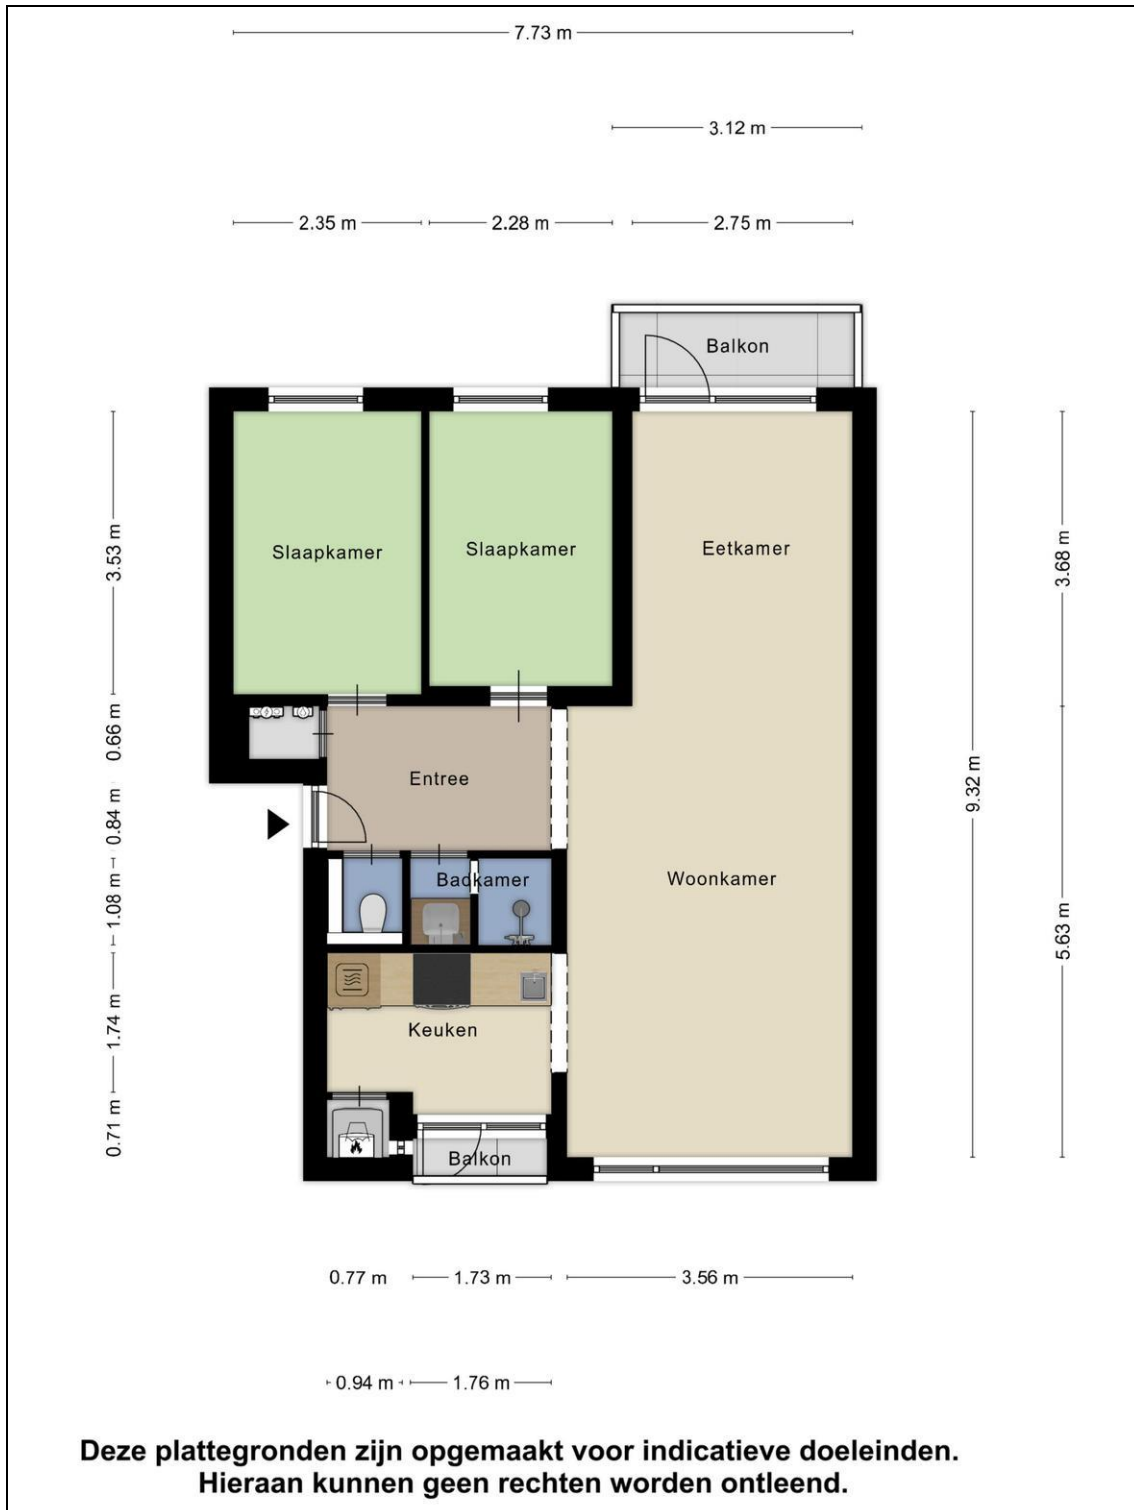 7.73 m
3.12 m
2.35 m
2.28 m
2.75 m
Balkon
Slaapkamer
Slaapkamer
Eetkamer
3.53 m
3.68 m
0.66 m
Entree
9.32 m
0.84 m
Badkamer
Woonkamer
1.08 m
5.63 m
1.74 m
Keuken
0.71 m
Balkon
0.77 m
1.73 m
3.56 m
0.94 m
1.76 m
Deze plattegronden zijn opgemaakt voor indicatieve doeleinden.
Hieraan kunnen geen rechten worden ontleend.